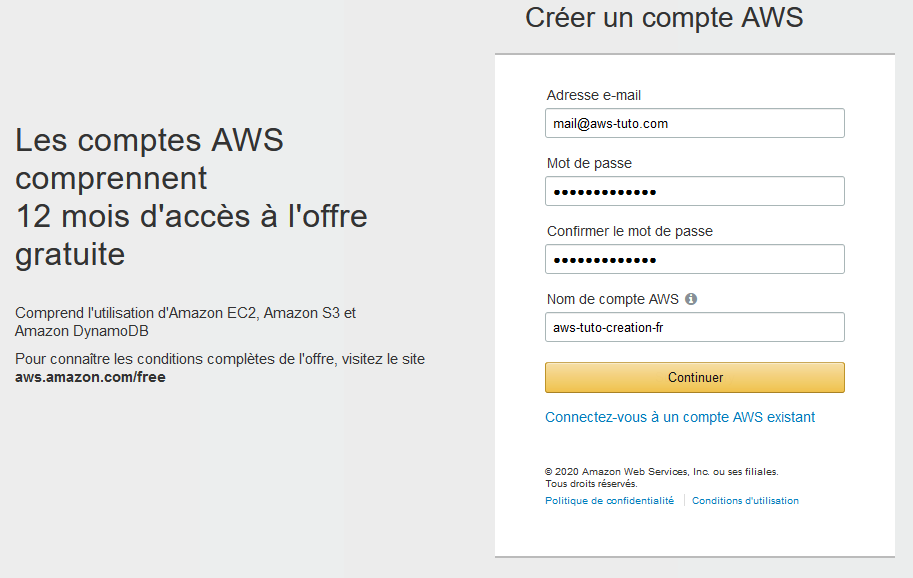 Créer un compte AWS
Les comptes AWS
comprennent
12 mois d'accès à l'offre
gratuite
Comprend l'utilisation d'Amazon EC2, Amazon S3 et
Amazon DynamoDB
Pour connaître les conditions complètes de l'offre, visitez le site
aws.amazon.com/free
Adresse e-mail
mail@aws-tuto.com
Mot de passe
•••••••••••••
Confirmer le mot de passe
•••••••••••••
Nom de compte AWS
aws-tuto-creation-fr
Continuer
Connectez-vous à un compte AWS existant
© 2020 Amazon Web Services, Inc. ou ses filiales.
Tous droits réservés.
Politique de confidentialité | Conditions d'utilisation